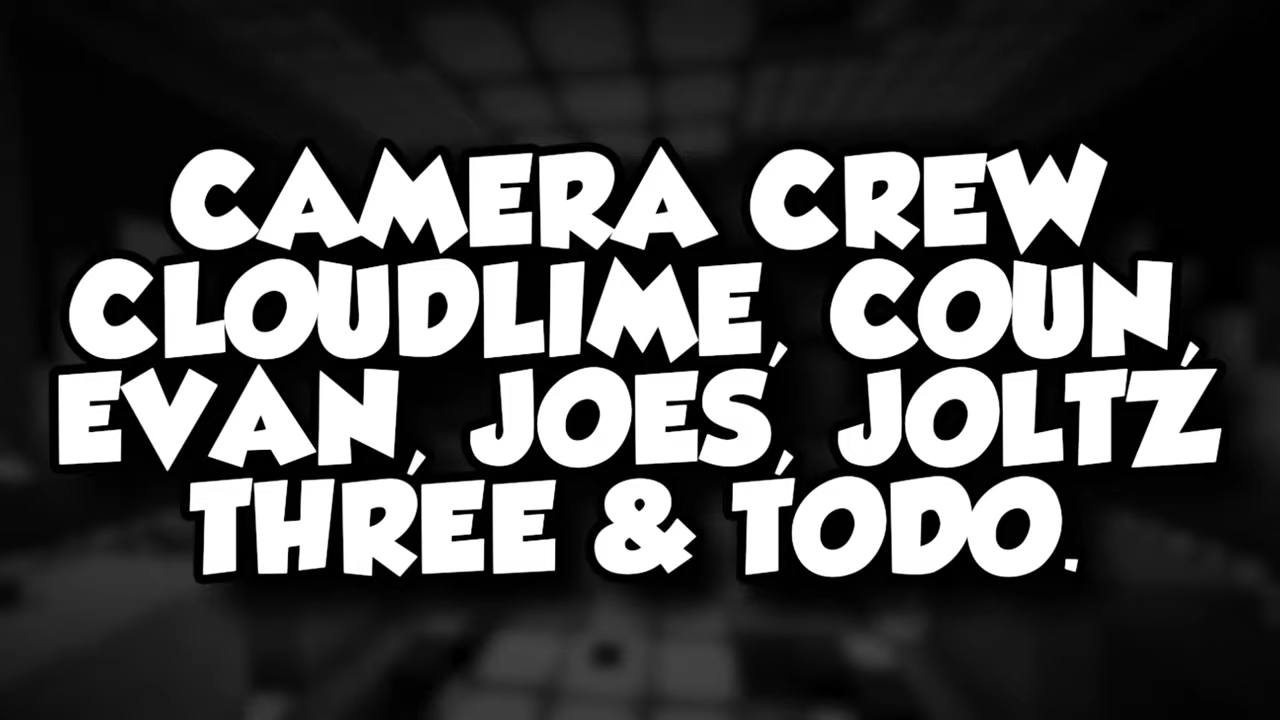 CAMERA CREW
CLOUDLIME, COUN,
EVAN, JOES, JOLTZ
THREE & TODO.